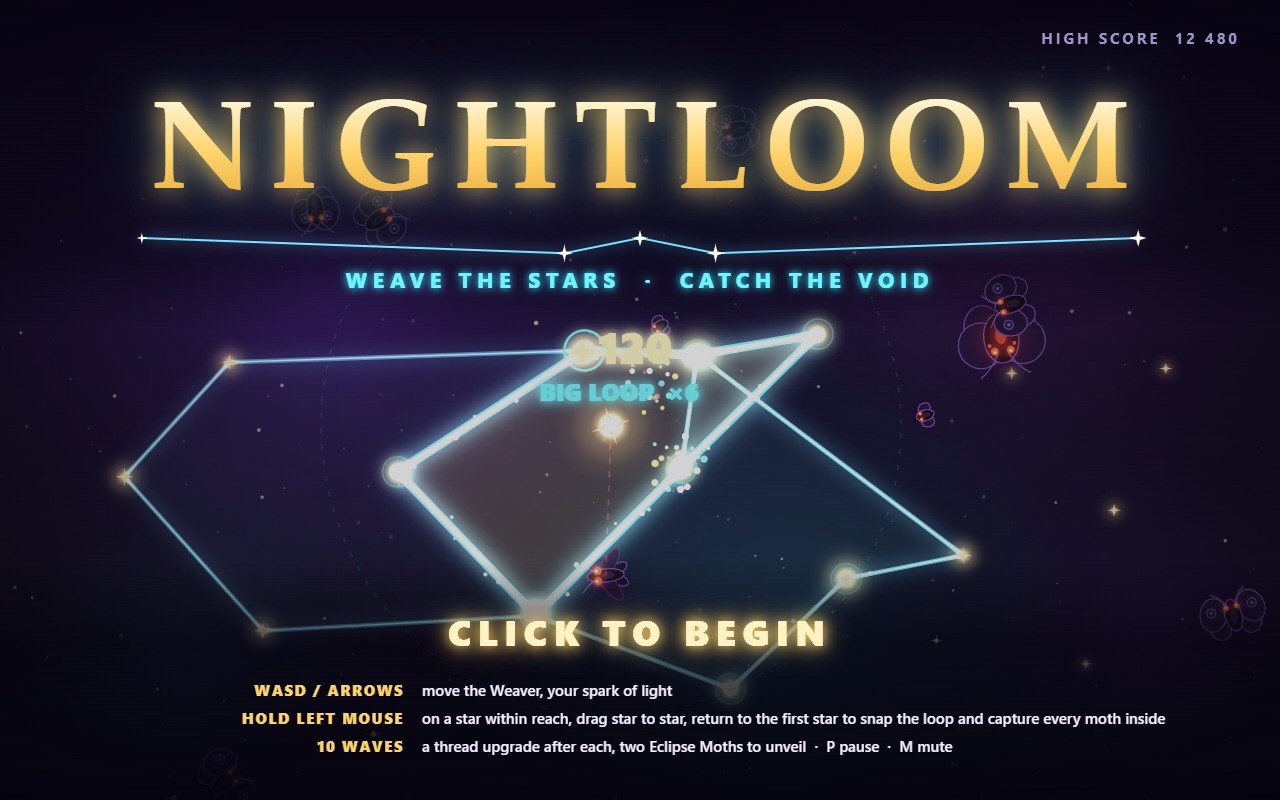 HIGH SCORE 12 480
NIGHTLOOM
WEAVE THE STARS · CATCH THE VOID
+120
BIG LOOP ×6
CLICK TO BEGIN
WASD / ARROWS move the Weaver, your spark of light
HOLD LEFT MOUSE on a star within reach, drag star to star, return to the first star to snap the loop and capture every moth inside
10 WAVES a thread upgrade after each, two Eclipse Moths to unveil · P pause · M mute